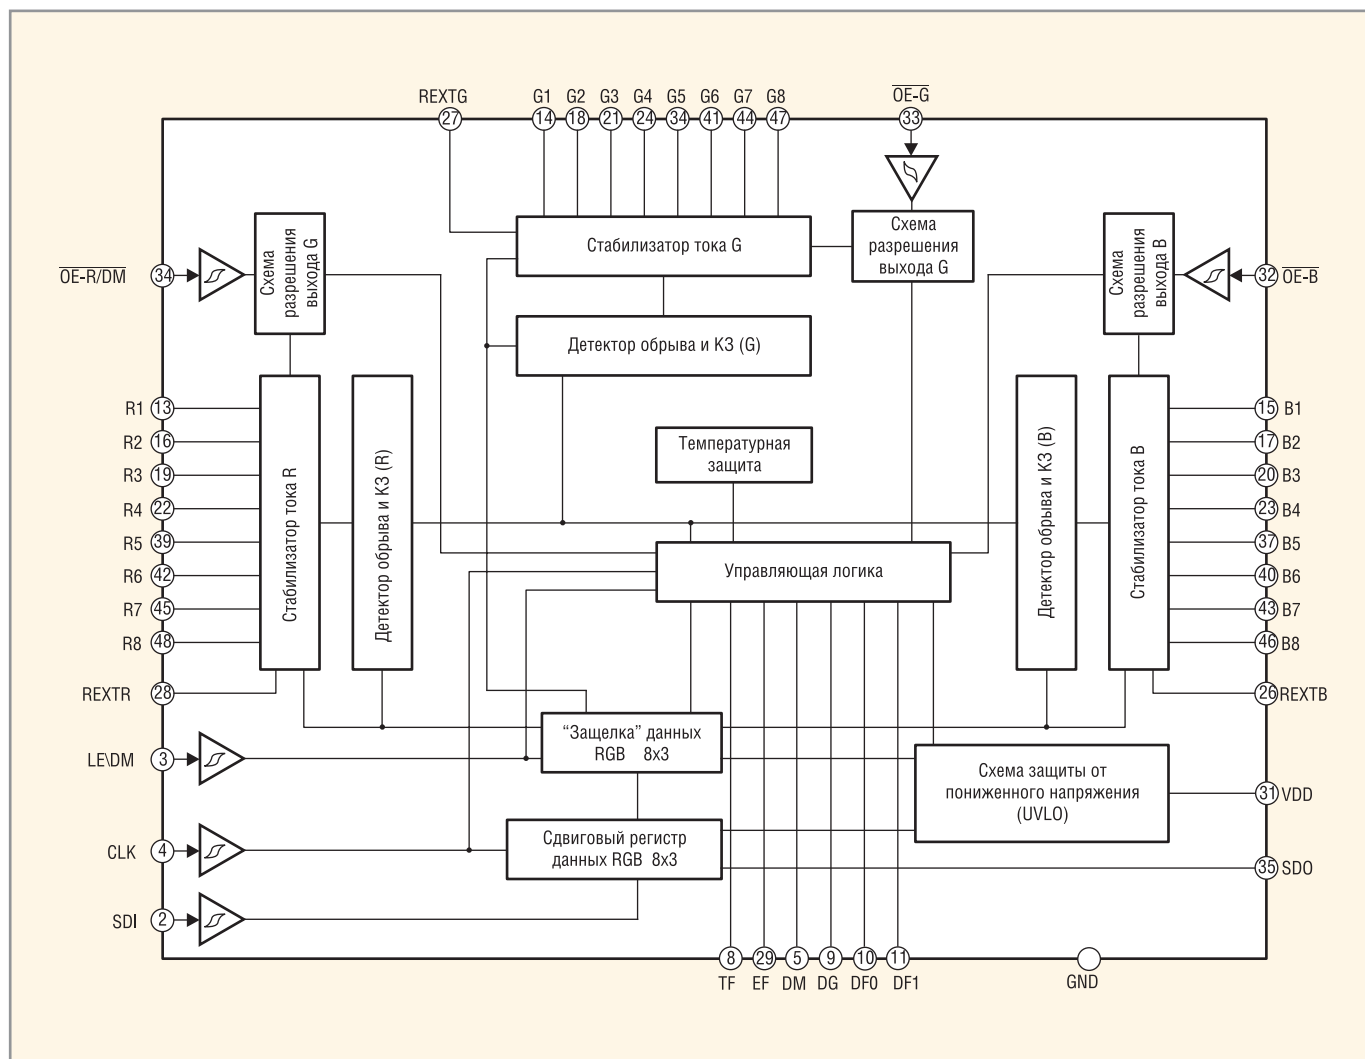 REXTG G1 G2 G3 G4 G5 G6 G7 G8 OE-G
27 14 18 21 24 34 41 44 47 33
Стабилизатор тока G
Схема
разрешения
выхода G
OE-R/DM 34
Схема
разрешения
выхода G
Схема
разрешения
выхода B
32 OE-B
Детектор обрыва и КЗ (G)
R1 13
R2 16
R3 19
R4 22
R5 39
R6 42
R7 45
R8 48
REXTR 28
Стабилизатор тока R
Детектор обрыва и КЗ (R)
Температурная
защита
Управляющая логика
Детектор обрыва и КЗ (B)
Стабилизатор тока B
15 B1
17 B2
20 B3
23 B4
37 B5
40 B6
43 B7
46 B8
26 REXTB
LE\DM 3
“Защелка” данных
RGB 8x3
Схема защиты от
пониженного напряжения
(UVLO)
31 VDD
CLK 4
Сдвиговый регистр
данных RGB 8x3
35 SDO
SDI 2
8 29 5 9 10 11
TF EF DM DG DF0 DF1 GND